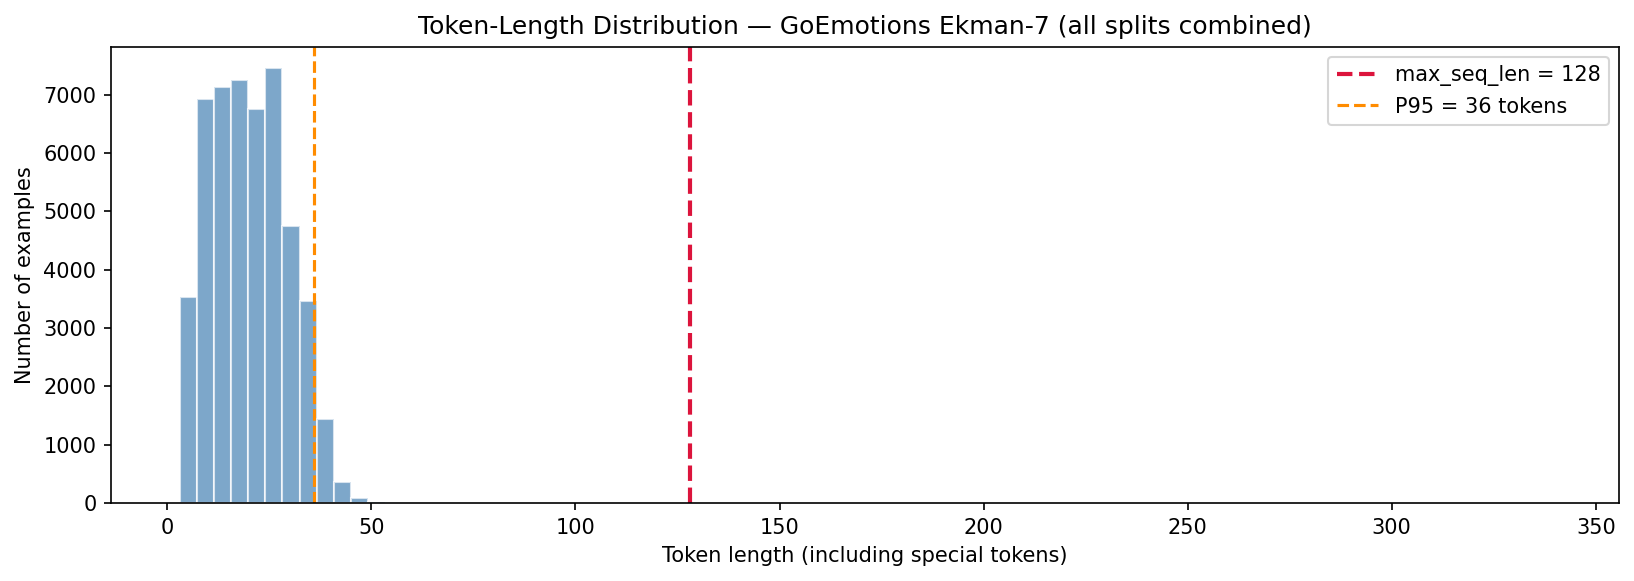 Token-Length Distribution — GoEmotions Ekman-7 (all splits combined)
max_seq_len = 128
P95 = 36 tokens
Number of examples
7000
6000
5000
4000
3000
2000
1000
0
0 50 100 150 200 250 300 350
Token length (including special tokens)